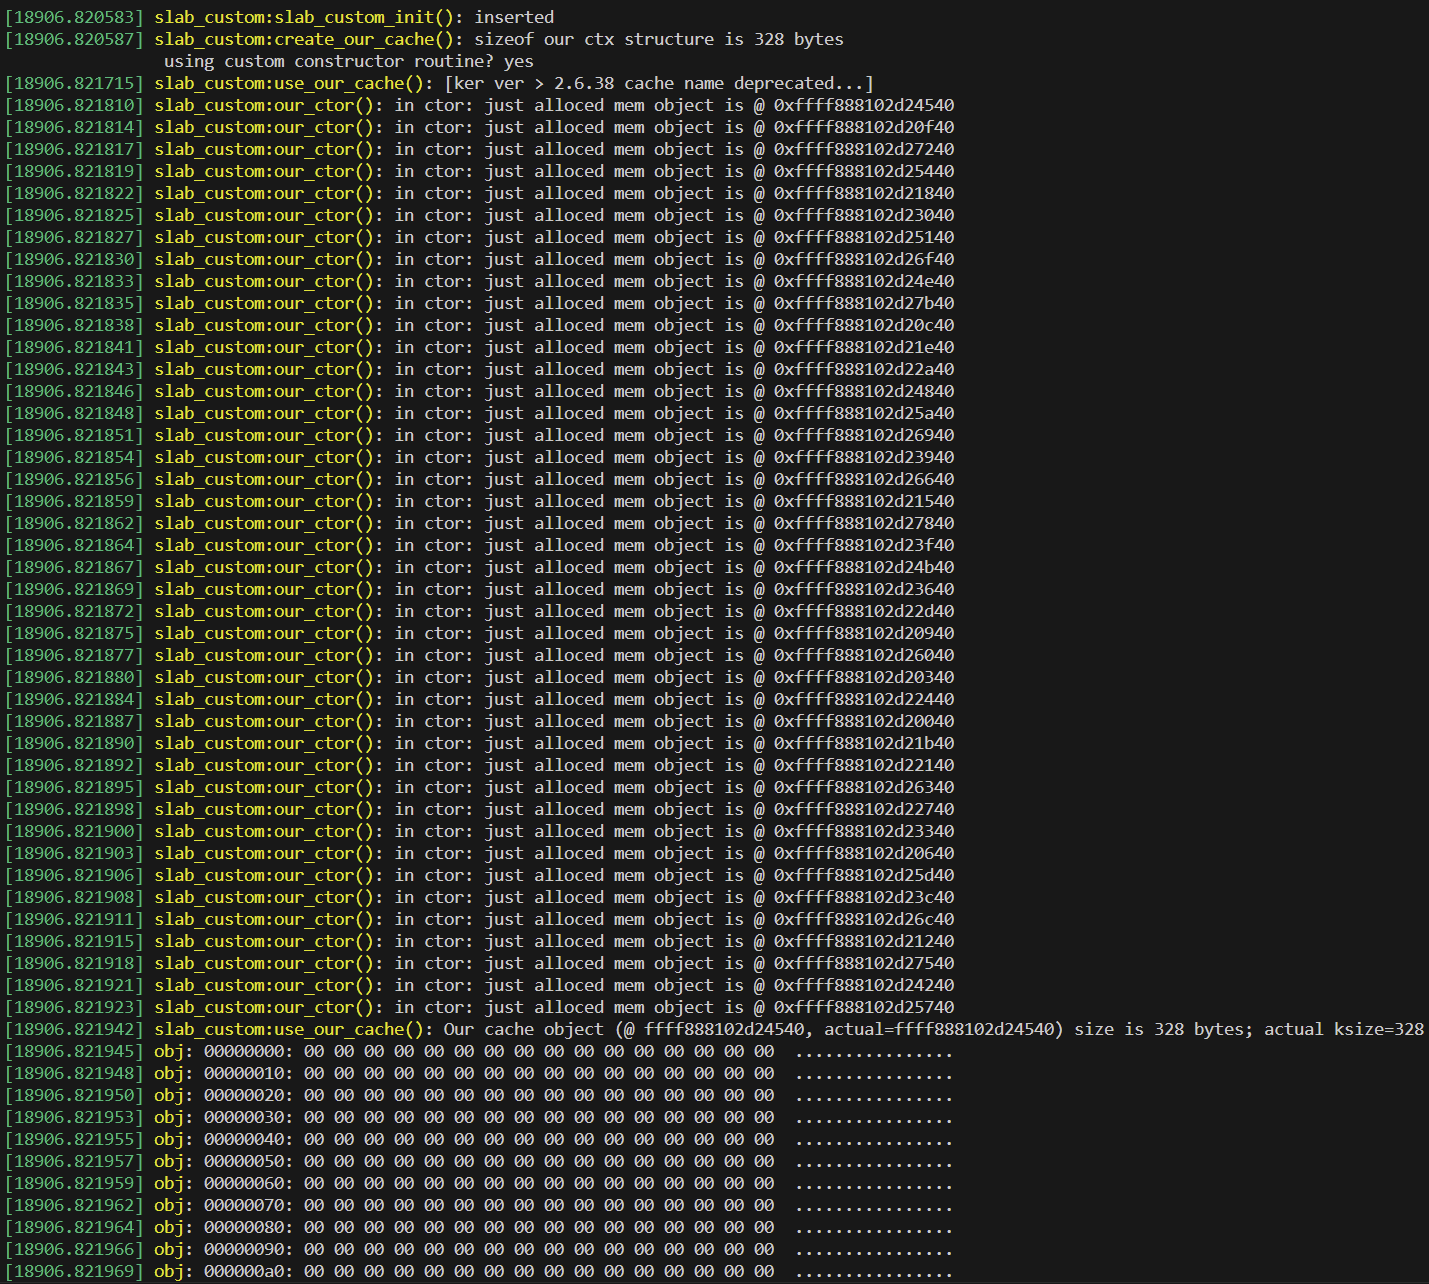 [18906.820583] slab_custom:slab_custom_init(): inserted
[18906.820587] slab_custom:create_our_cache(): sizeof our ctx structure is 328 bytes
using custom constructor routine? yes
[18906.821715] slab_custom:use_our_cache(): [ker ver > 2.6.38 cache name deprecated...]
[18906.821810] slab_custom:our_ctor(): in ctor: just alloced mem object is @ 0xffff888102d24540
[18906.821814] slab_custom:our_ctor(): in ctor: just alloced mem object is @ 0xffff888102d20f40
[18906.821817] slab_custom:our_ctor(): in ctor: just alloced mem object is @ 0xffff888102d27240
[18906.821819] slab_custom:our_ctor(): in ctor: just alloced mem object is @ 0xffff888102d25440
[18906.821822] slab_custom:our_ctor(): in ctor: just alloced mem object is @ 0xffff888102d21840
[18906.821825] slab_custom:our_ctor(): in ctor: just alloced mem object is @ 0xffff888102d23040
[18906.821827] slab_custom:our_ctor(): in ctor: just alloced mem object is @ 0xffff888102d25140
[18906.821830] slab_custom:our_ctor(): in ctor: just alloced mem object is @ 0xffff888102d26f40
[18906.821833] slab_custom:our_ctor(): in ctor: just alloced mem object is @ 0xffff888102d24e40
[18906.821835] slab_custom:our_ctor(): in ctor: just alloced mem object is @ 0xffff888102d27b40
[18906.821838] slab_custom:our_ctor(): in ctor: just alloced mem object is @ 0xffff888102d20c40
[18906.821841] slab_custom:our_ctor(): in ctor: just alloced mem object is @ 0xffff888102d21e40
[18906.821843] slab_custom:our_ctor(): in ctor: just alloced mem object is @ 0xffff888102d22a40
[18906.821846] slab_custom:our_ctor(): in ctor: just alloced mem object is @ 0xffff888102d24840
[18906.821848] slab_custom:our_ctor(): in ctor: just alloced mem object is @ 0xffff888102d25a40
[18906.821851] slab_custom:our_ctor(): in ctor: just alloced mem object is @ 0xffff888102d26940
[18906.821854] slab_custom:our_ctor(): in ctor: just alloced mem object is @ 0xffff888102d23940
[18906.821856] slab_custom:our_ctor(): in ctor: just alloced mem object is @ 0xffff888102d26640
[18906.821859] slab_custom:our_ctor(): in ctor: just alloced mem object is @ 0xffff888102d21540
[18906.821862] slab_custom:our_ctor(): in ctor: just alloced mem object is @ 0xffff888102d27840
[18906.821864] slab_custom:our_ctor(): in ctor: just alloced mem object is @ 0xffff888102d23f40
[18906.821867] slab_custom:our_ctor(): in ctor: just alloced mem object is @ 0xffff888102d24b40
[18906.821869] slab_custom:our_ctor(): in ctor: just alloced mem object is @ 0xffff888102d23640
[18906.821872] slab_custom:our_ctor(): in ctor: just alloced mem object is @ 0xffff888102d22d40
[18906.821875] slab_custom:our_ctor(): in ctor: just alloced mem object is @ 0xffff888102d20940
[18906.821877] slab_custom:our_ctor(): in ctor: just alloced mem object is @ 0xffff888102d26040
[18906.821880] slab_custom:our_ctor(): in ctor: just alloced mem object is @ 0xffff888102d20340
[18906.821884] slab_custom:our_ctor(): in ctor: just alloced mem object is @ 0xffff888102d22440
[18906.821887] slab_custom:our_ctor(): in ctor: just alloced mem object is @ 0xffff888102d20040
[18906.821890] slab_custom:our_ctor(): in ctor: just alloced mem object is @ 0xffff888102d21b40
[18906.821892] slab_custom:our_ctor(): in ctor: just alloced mem object is @ 0xffff888102d22140
[18906.821895] slab_custom:our_ctor(): in ctor: just alloced mem object is @ 0xffff888102d26340
[18906.821898] slab_custom:our_ctor(): in ctor: just alloced mem object is @ 0xffff888102d22740
[18906.821900] slab_custom:our_ctor(): in ctor: just alloced mem object is @ 0xffff888102d23340
[18906.821903] slab_custom:our_ctor(): in ctor: just alloced mem object is @ 0xffff888102d20640
[18906.821906] slab_custom:our_ctor(): in ctor: just alloced mem object is @ 0xffff888102d25d40
[18906.821908] slab_custom:our_ctor(): in ctor: just alloced mem object is @ 0xffff888102d23c40
[18906.821911] slab_custom:our_ctor(): in ctor: just alloced mem object is @ 0xffff888102d26c40
[18906.821915] slab_custom:our_ctor(): in ctor: just alloced mem object is @ 0xffff888102d21240
[18906.821918] slab_custom:our_ctor(): in ctor: just alloced mem object is @ 0xffff888102d27540
[18906.821921] slab_custom:our_ctor(): in ctor: just alloced mem object is @ 0xffff888102d24240
[18906.821923] slab_custom:our_ctor(): in ctor: just alloced mem object is @ 0xffff888102d25740
[18906.821942] slab_custom:use_our_cache(): Our cache object (@ ffff888102d24540, actual=ffff888102d24540) size is 328 bytes; actual ksize=328
[18906.821945] obj: 00000000: 00 00 00 00 00 00 00 00 00 00 00 00 00 00 00 00  ................
[18906.821948] obj: 00000010: 00 00 00 00 00 00 00 00 00 00 00 00 00 00 00 00  ................
[18906.821950] obj: 00000020: 00 00 00 00 00 00 00 00 00 00 00 00 00 00 00 00  ................
[18906.821953] obj: 00000030: 00 00 00 00 00 00 00 00 00 00 00 00 00 00 00 00  ................
[18906.821955] obj: 00000040: 00 00 00 00 00 00 00 00 00 00 00 00 00 00 00 00  ................
[18906.821957] obj: 00000050: 00 00 00 00 00 00 00 00 00 00 00 00 00 00 00 00  ................
[18906.821959] obj: 00000060: 00 00 00 00 00 00 00 00 00 00 00 00 00 00 00 00  ................
[18906.821962] obj: 00000070: 00 00 00 00 00 00 00 00 00 00 00 00 00 00 00 00  ................
[18906.821964] obj: 00000080: 00 00 00 00 00 00 00 00 00 00 00 00 00 00 00 00  ................
[18906.821966] obj: 00000090: 00 00 00 00 00 00 00 00 00 00 00 00 00 00 00 00  ................
[18906.821969] obj: 000000a0: 00 00 00 00 00 00 00 00 00 00 00 00 00 00 00 00  ................